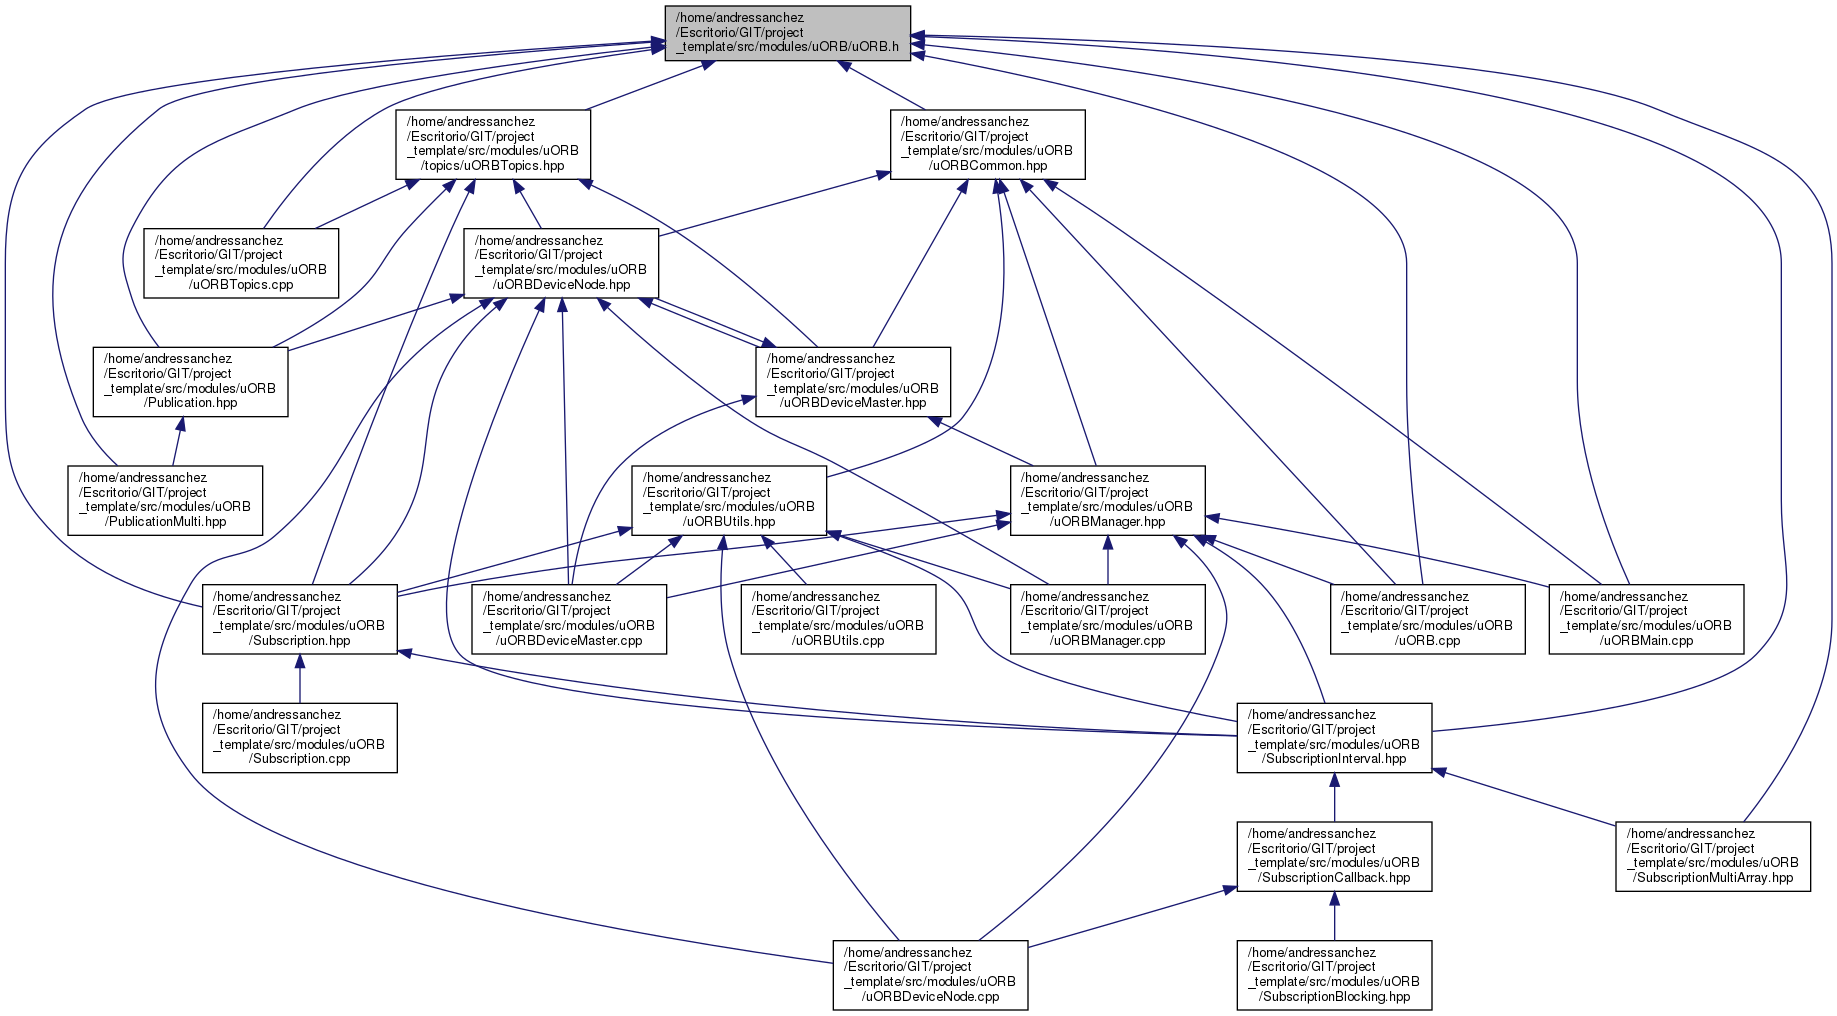 /home/andressanchez
/Escritorio/GIT/project
_template/src/modules/uORB/uORB.h
/home/andressanchez
/Escritorio/GIT/project
_template/src/modules/uORB
/topics/uORBTopics.hpp
/home/andressanchez
/Escritorio/GIT/project
_template/src/modules/uORB
/uORBCommon.hpp
/home/andressanchez
/Escritorio/GIT/project
_template/src/modules/uORB
/uORBTopics.cpp
/home/andressanchez
/Escritorio/GIT/project
_template/src/modules/uORB
/uORBDeviceNode.hpp
/home/andressanchez
/Escritorio/GIT/project
_template/src/modules/uORB
/Publication.hpp
/home/andressanchez
/Escritorio/GIT/project
_template/src/modules/uORB
/uORBDeviceMaster.hpp
/home/andressanchez
/Escritorio/GIT/project
_template/src/modules/uORB
/PublicationMulti.hpp
/home/andressanchez
/Escritorio/GIT/project
_template/src/modules/uORB
/uORBUtils.hpp
/home/andressanchez
/Escritorio/GIT/project
_template/src/modules/uORB
/uORBManager.hpp
/home/andressanchez
/Escritorio/GIT/project
_template/src/modules/uORB
/Subscription.hpp
/home/andressanchez
/Escritorio/GIT/project
_template/src/modules/uORB
/uORBDeviceMaster.cpp
/home/andressanchez
/Escritorio/GIT/project
_template/src/modules/uORB
/uORBUtils.cpp
/home/andressanchez
/Escritorio/GIT/project
_template/src/modules/uORB
/uORBManager.cpp
/home/andressanchez
/Escritorio/GIT/project
_template/src/modules/uORB
/uORB.cpp
/home/andressanchez
/Escritorio/GIT/project
_template/src/modules/uORB
/uORBMain.cpp
/home/andressanchez
/Escritorio/GIT/project
_template/src/modules/uORB
/Subscription.cpp
/home/andressanchez
/Escritorio/GIT/project
_template/src/modules/uORB
/SubscriptionInterval.hpp
/home/andressanchez
/Escritorio/GIT/project
_template/src/modules/uORB
/SubscriptionCallback.hpp
/home/andressanchez
/Escritorio/GIT/project
_template/src/modules/uORB
/SubscriptionMultiArray.hpp
/home/andressanchez
/Escritorio/GIT/project
_template/src/modules/uORB
/uORBDeviceNode.cpp
/home/andressanchez
/Escritorio/GIT/project
_template/src/modules/uORB
/SubscriptionBlocking.hpp